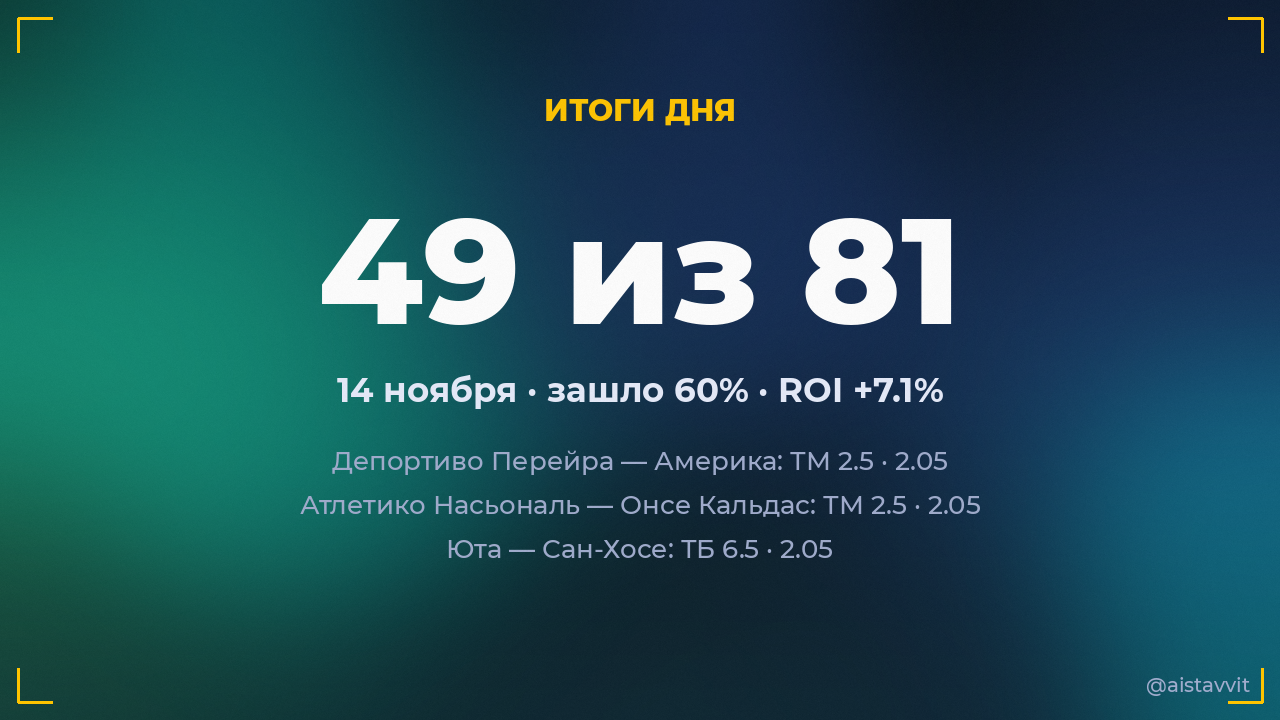 ИТОГИ ДНЯ
49 из 81
14 ноября · зашло 60% · ROI +7.1%
Депортиво Перейра — Америка: ТМ 2.5 · 2.05
Атлетико Насьональ — Онсе Кальдас: ТМ 2.5 · 2.05
Юта — Сан-Хосе: ТБ 6.5 · 2.05
@aistavvit